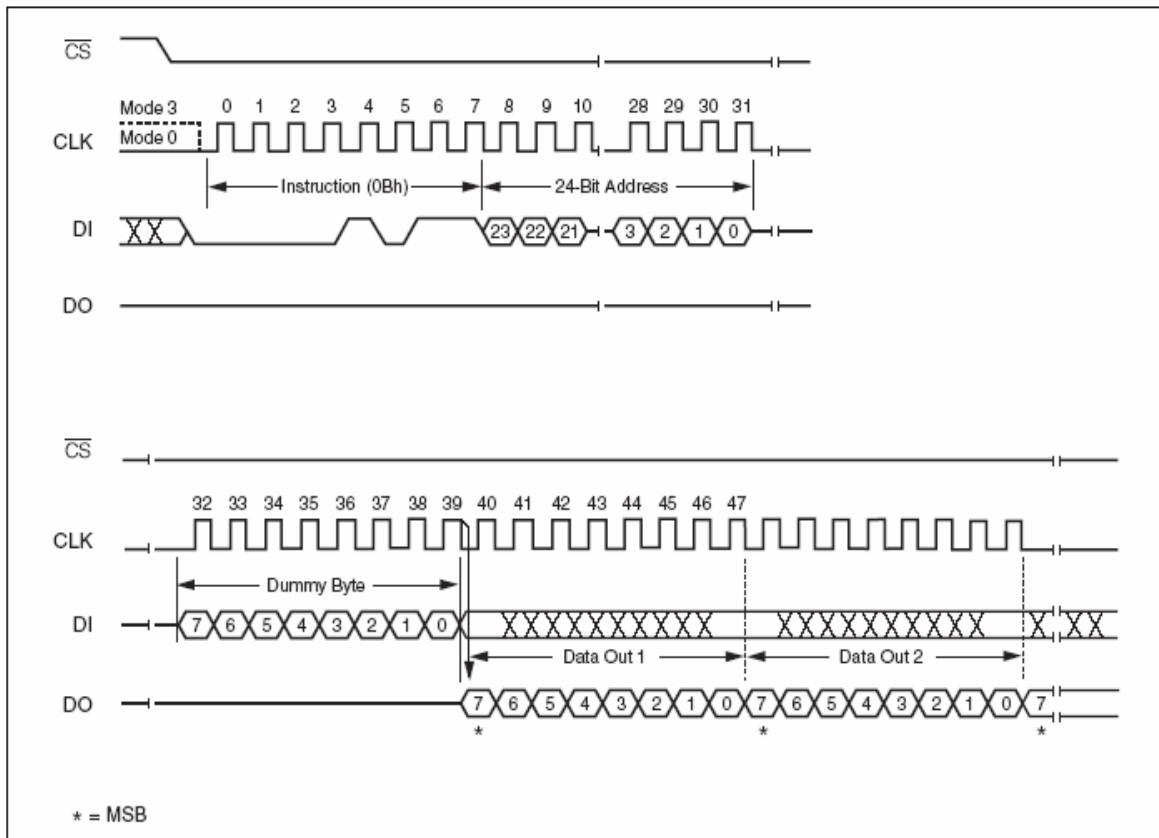 CS
Mode 3 0 1 2 3 4 5 6 7 8 9 10 28 29 30 31
CLK Mode 0
Instruction (0Bh) 24-Bit Address
DI 23 22 21 3 2 1 0
DO
CS
32 33 34 35 36 37 38 39 40 41 42 43 44 45 46 47
CLK
Dummy Byte
DI 7 6 5 4 3 2 1 0
Data Out 1 Data Out 2
DO 7 6 5 4 3 2 1 0 7 6 5 4 3 2 1 0 7
* * *
* = MSB